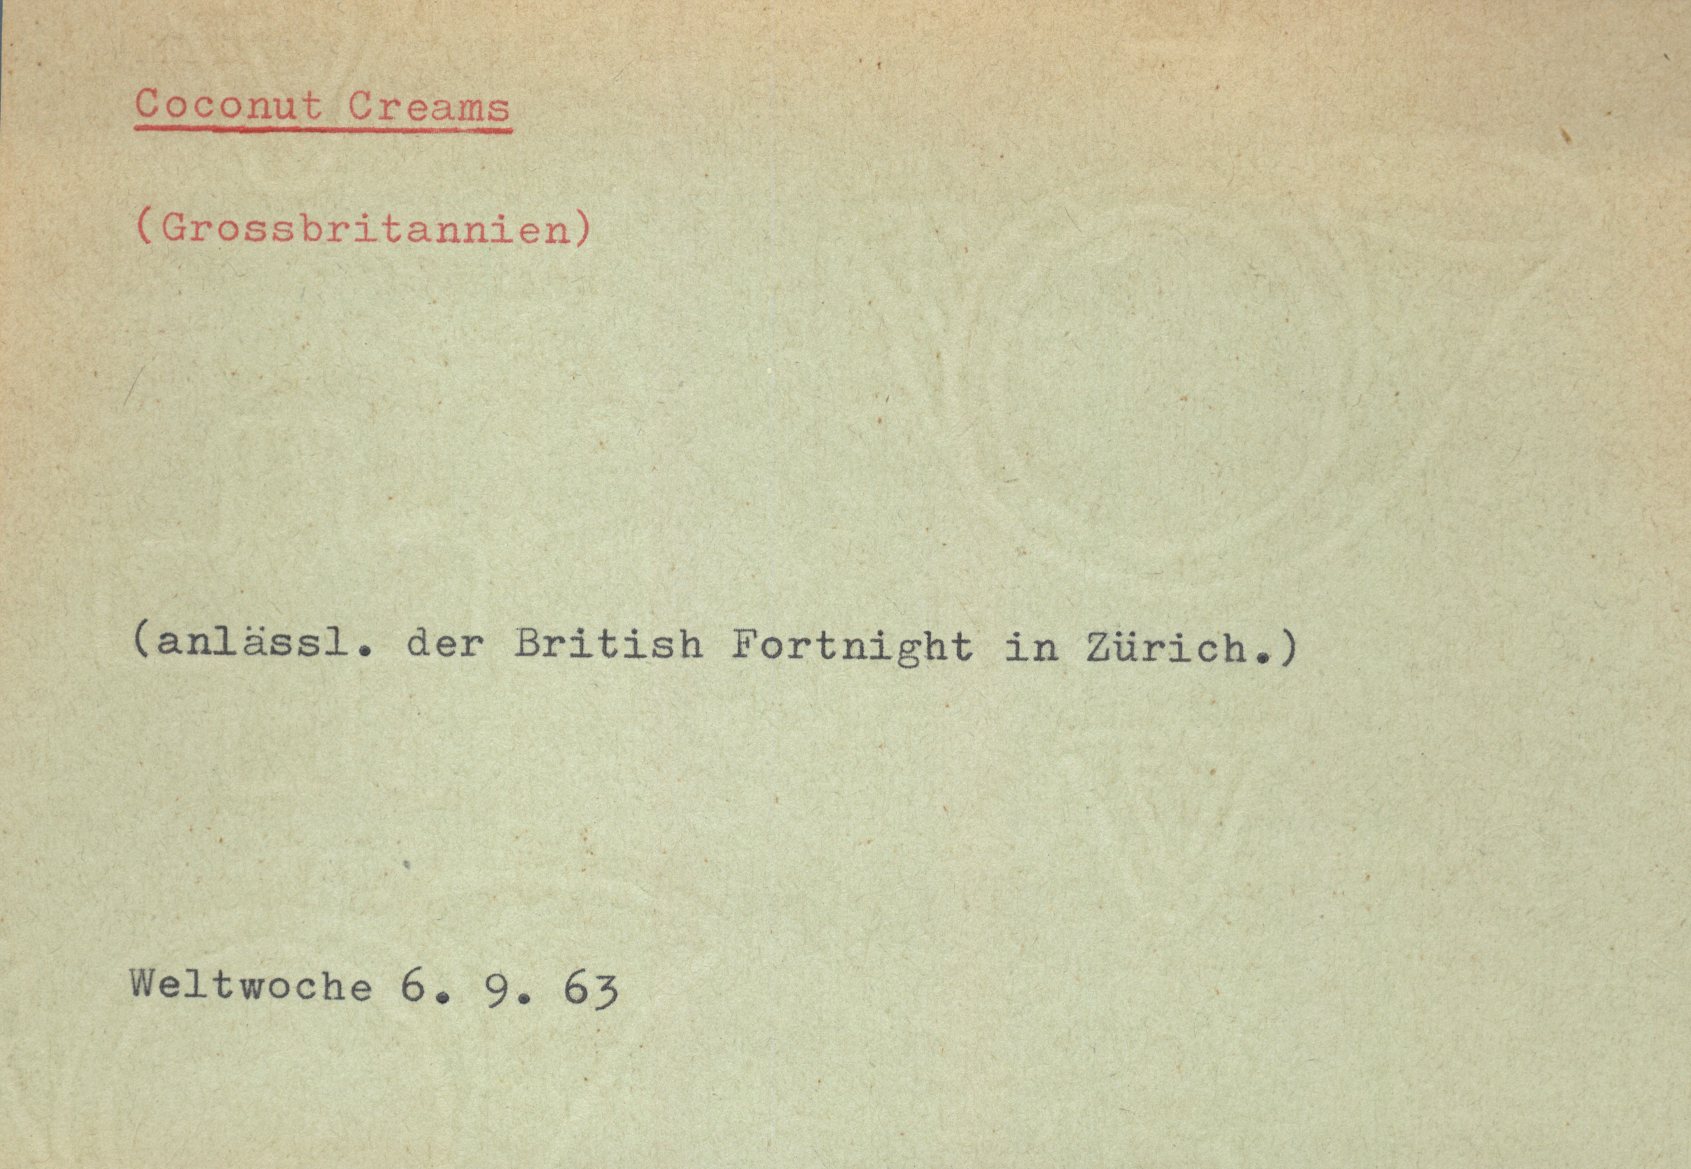 Coconut Creams
(Grossbritannien)
(anlässl. der British Fortnight in Zürich.)
Weltwoche 6. 9. 63